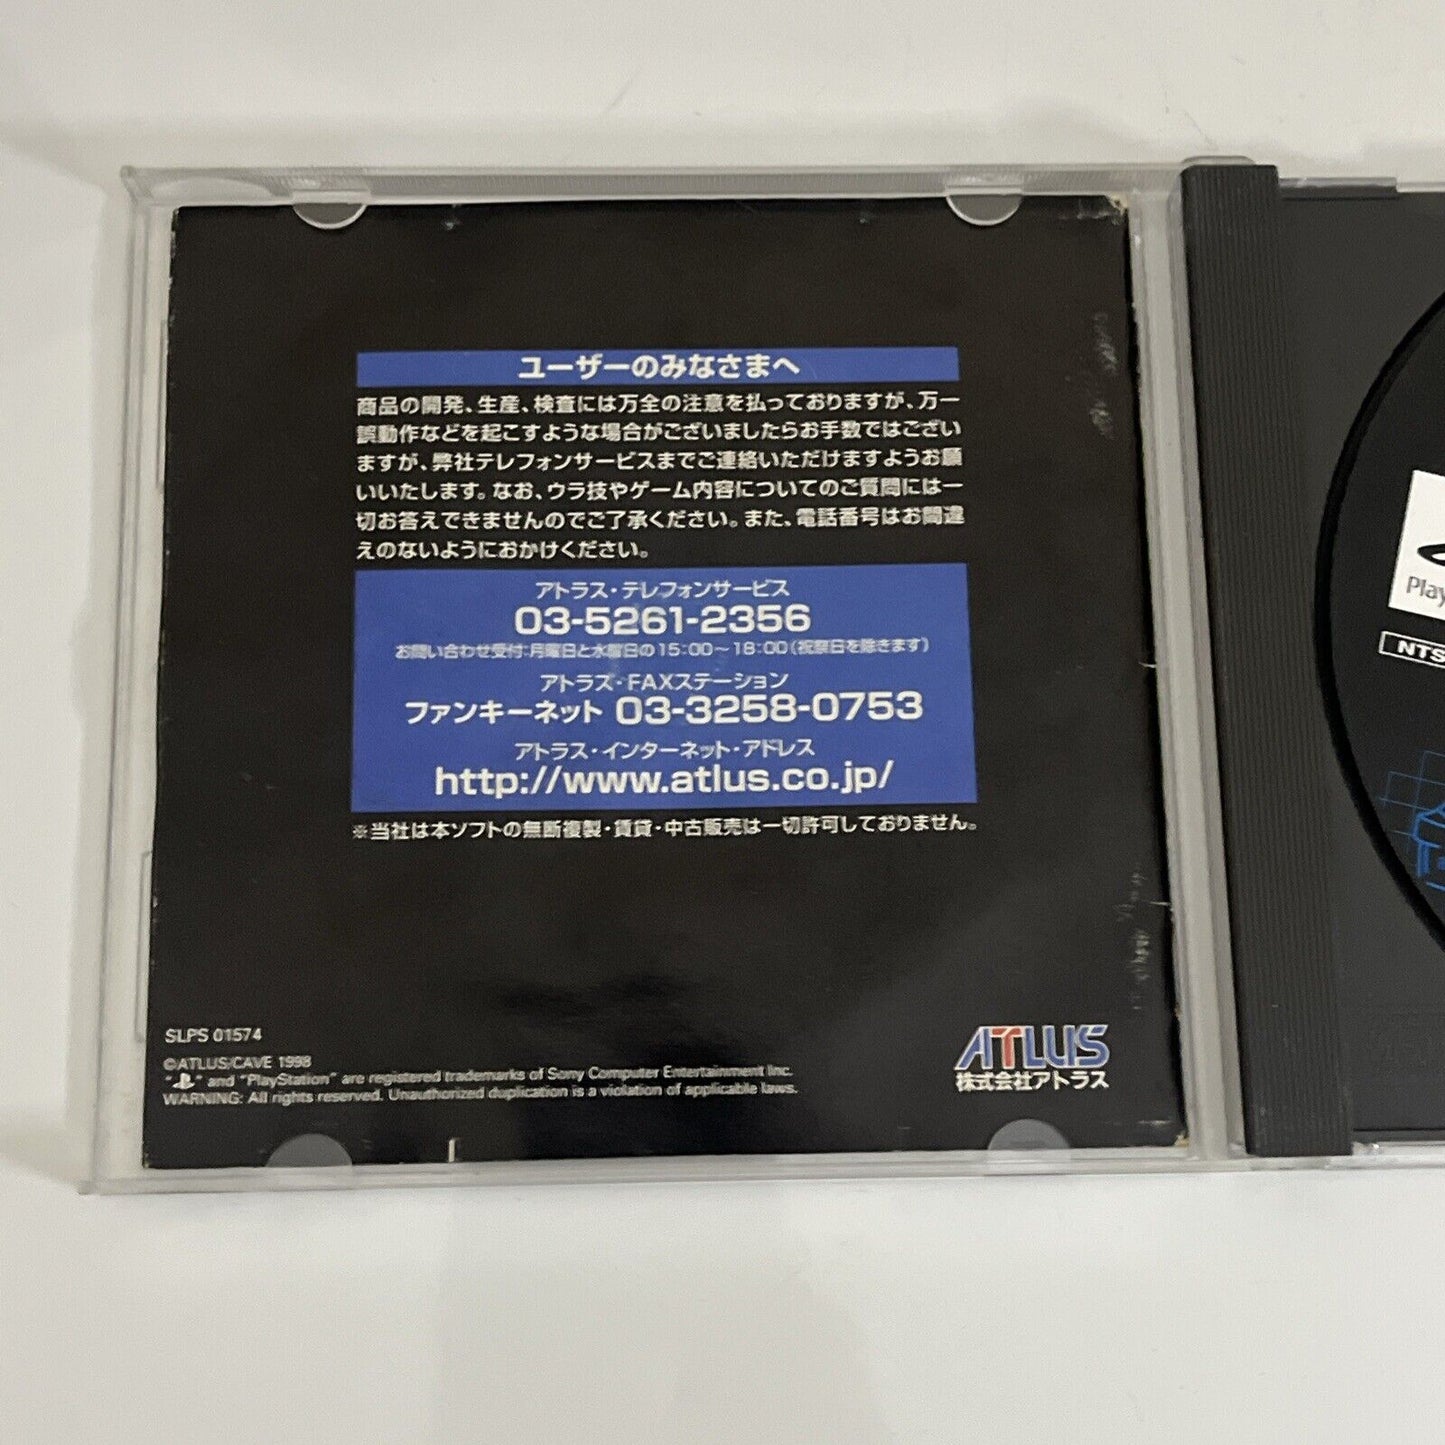 ユーザーのみなさまへ
商品の開発、生産、検査には万全の注意を払っておりますが、万一
誤動作などを起こすような場合がございましたらお手数ではござい
ますが、弊社テレフォンサービスまでご連絡いただけますようお願
いいたします。なお、ウラ技やゲーム内容についてのご質問には一
切お答えできませんのでご了承ください。また、電話番号はお間違
えのないようにおかけください。
アトラス・テレフォンサービス
03-5261-2356
お問い合わせ受付:月曜日と水曜日の15:00～18:00(祝祭日を除きます)
アトラス・FAXステーション
ファンキーネット 03-3258-0753
アトラス・インターネット・アドレス
http://www.atlus.co.jp/
※当社は本ソフトの無断複製・賃貸・中古販売は一切許可しておりません。
SLPS 01574
©ATLUS/CAVE 1998
" " and "PlayStation" are registered trademarks of Sony Computer Entertainment Inc.
WARNING: All rights reserved. Unauthorized duplication is a violation of applicable laws.
ATLUS
株式会社アトラス
Play
NTS